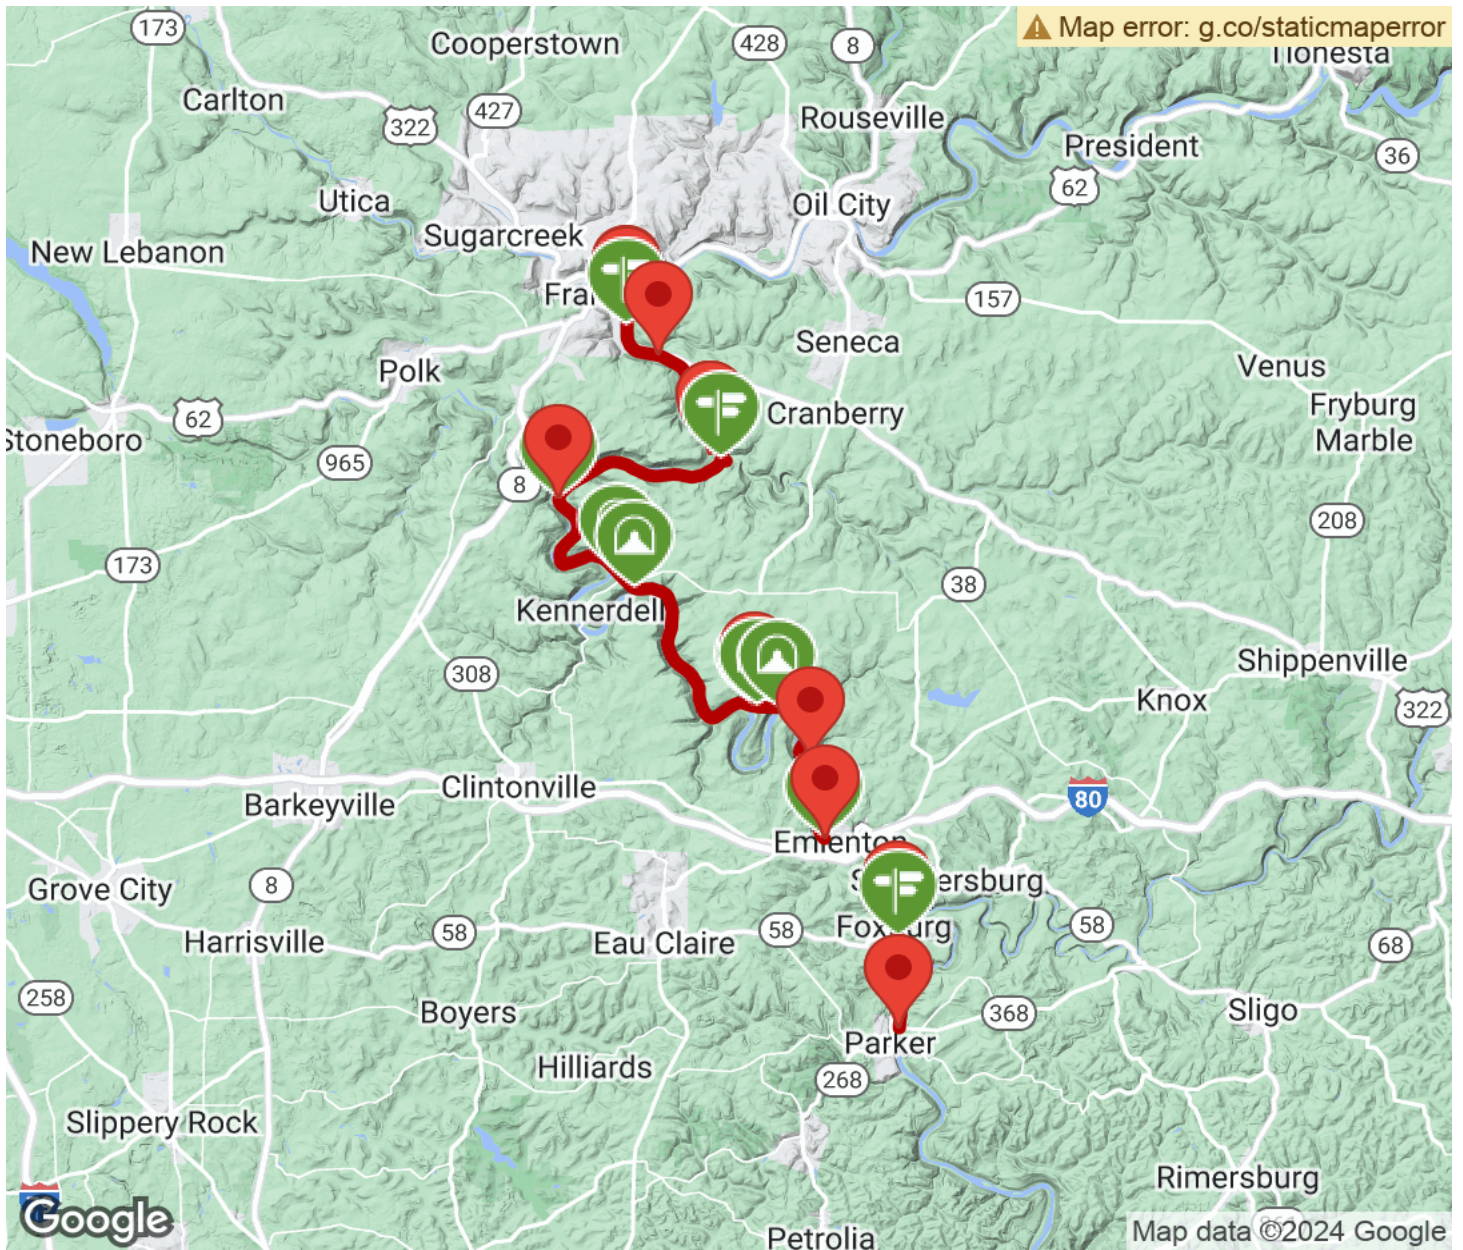 Map error: g.co/staticmaperror
173
Cooperstown
428
8
Tionesta
Carlton
427
322
Rouseville
President
36
Utica
62
Oil City
Sugarcreek
New Lebanon
Fra
157
Seneca
Polk
Venus
62
Cranberry
Fryburg
Marble
Stoneboro
965
8
208
173
38
Kennerdell
308
Shippenville
Knox
322
Clintonville
80
Barkeyville
Emlenton
Grove City
8
ersburg
58
Foxburg
58
58
Harrisville
Eau Claire
68
258
Boyers
368
Sligo
Parker
Hilliards
268
Slippery Rock
Rimersburg
Google
Petrolia
Map data ©2024 Google